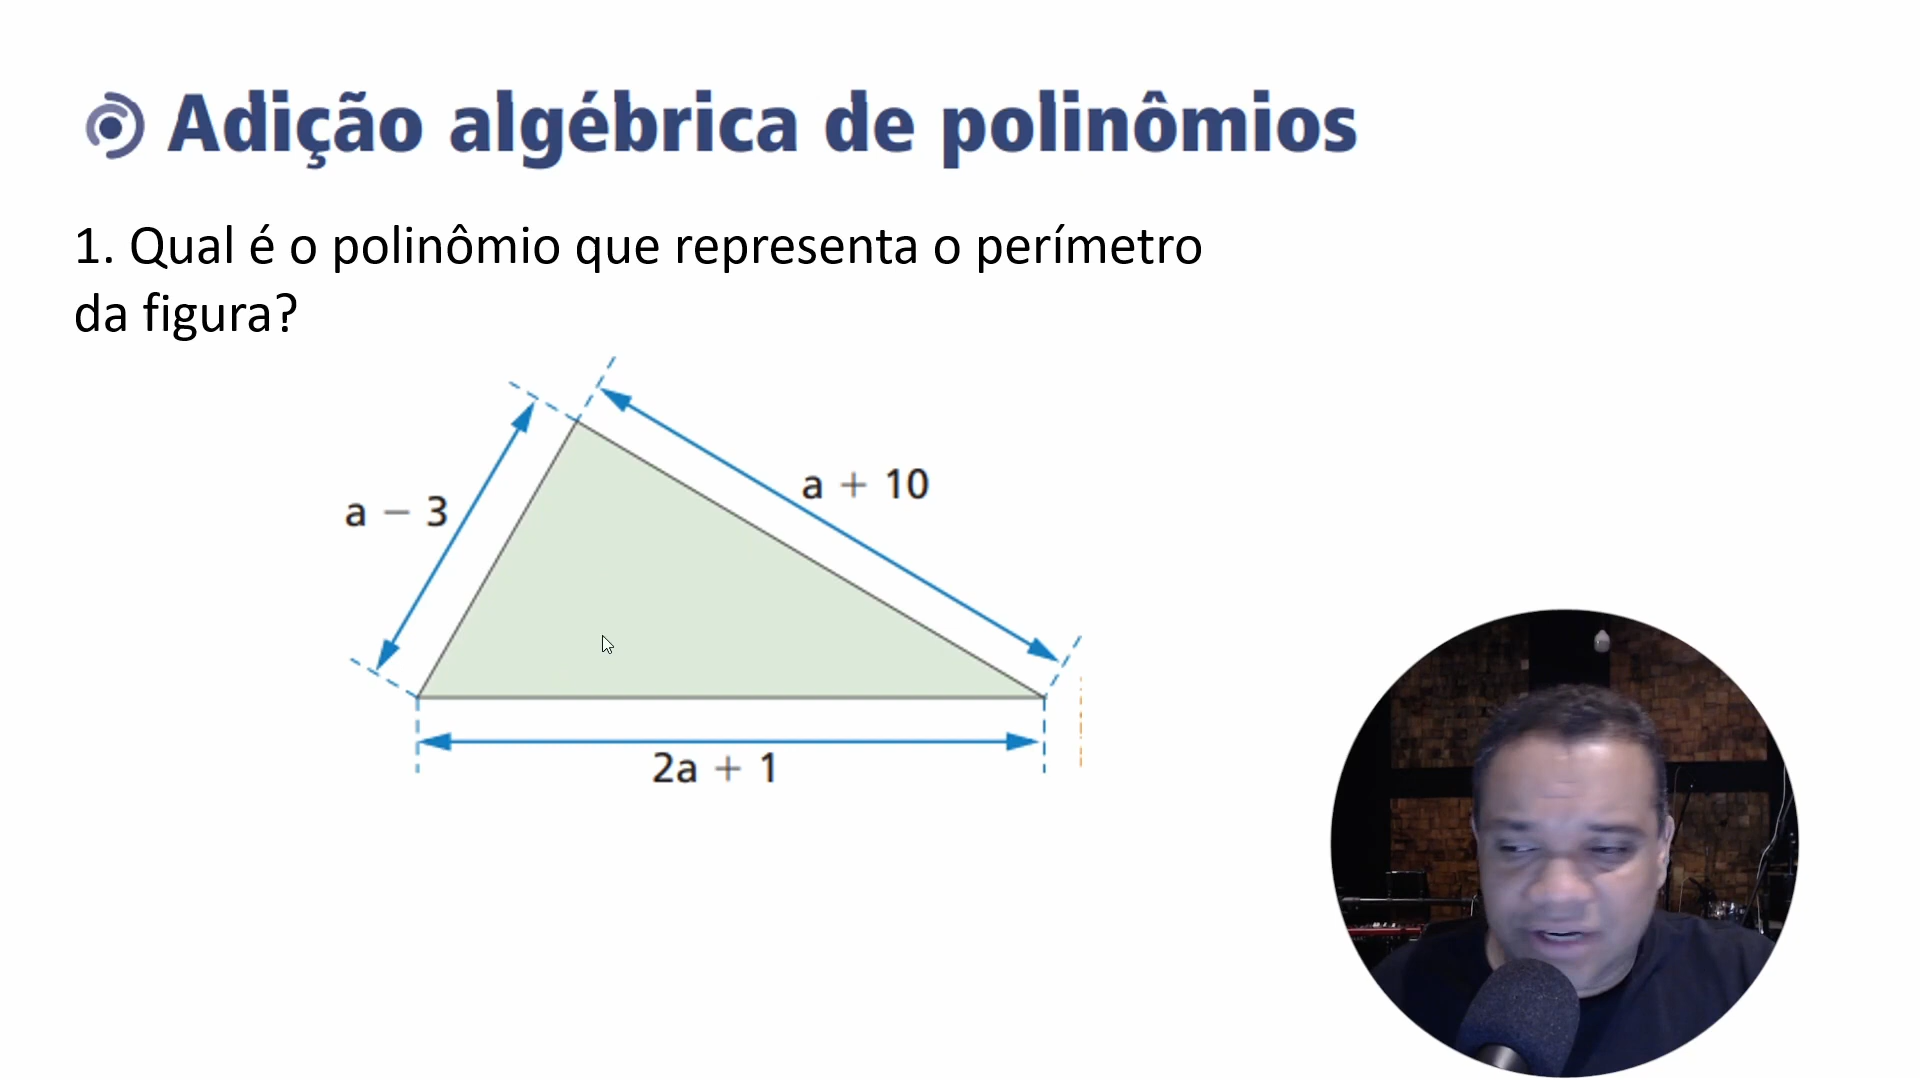 Adição algébrica de polinômios
1. Qual é o polinômio que representa o perímetro
da figura?
a + 10
a − 3
2a + 1